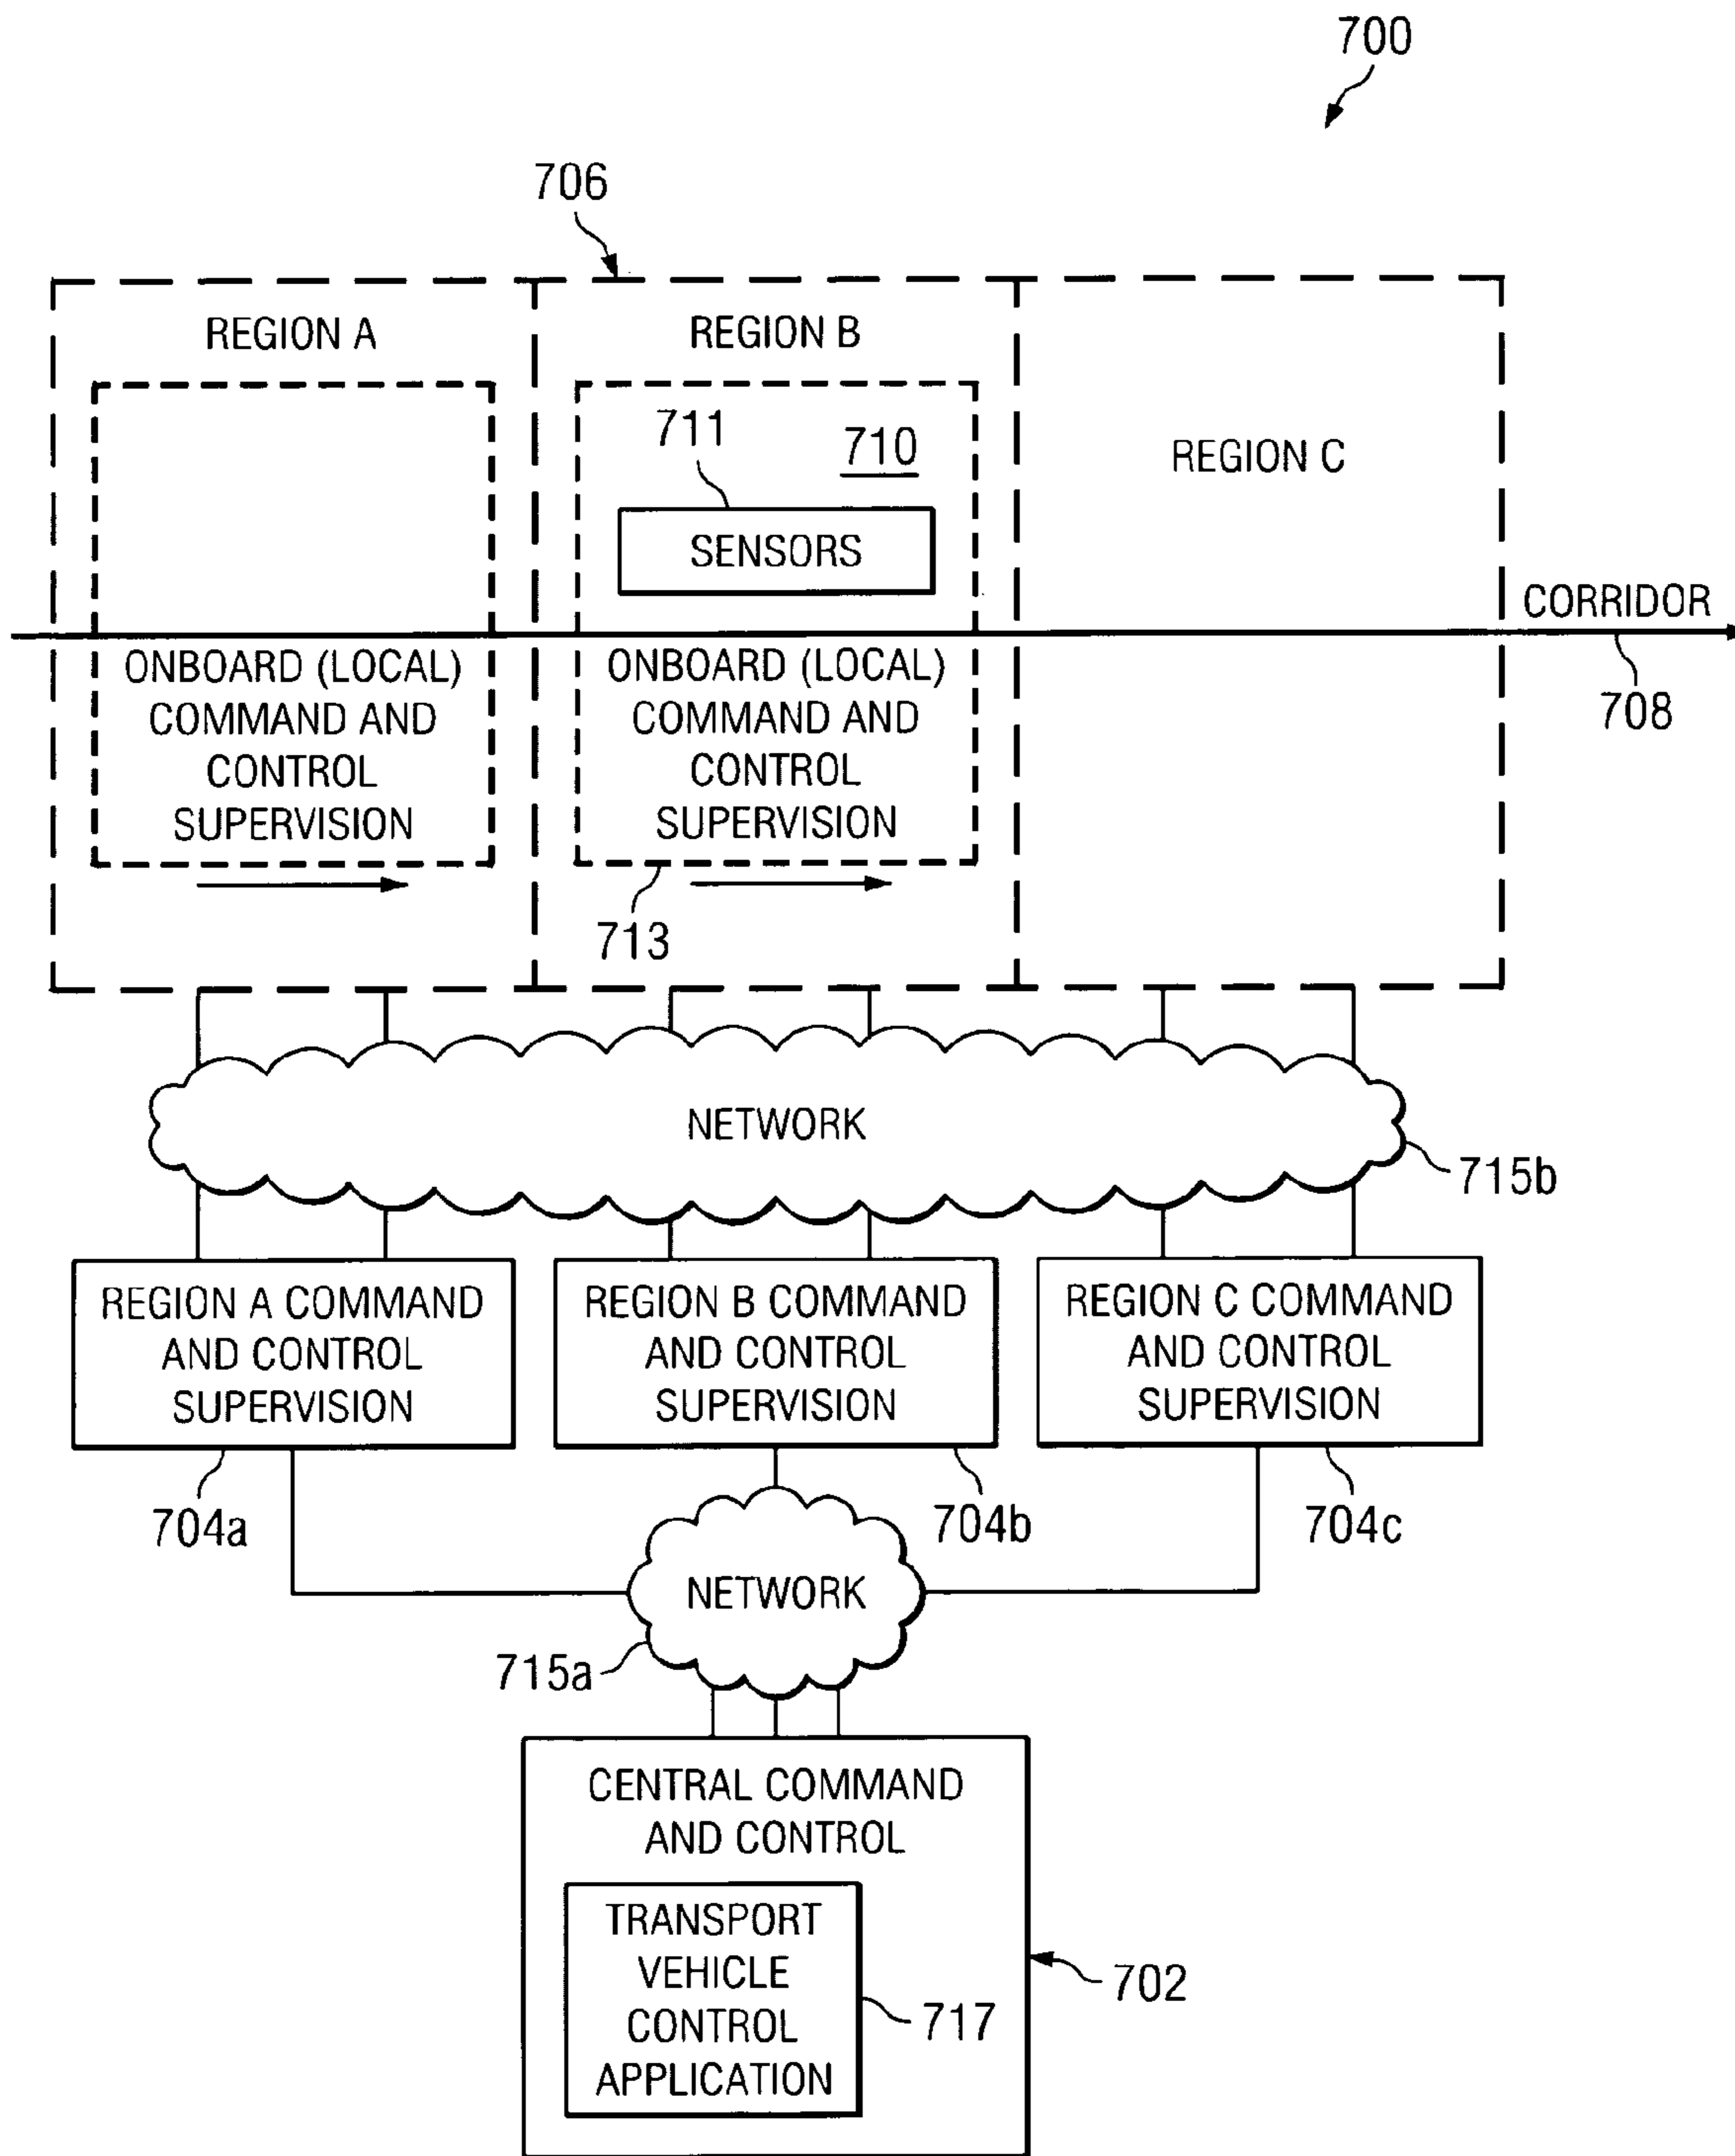 700
706
REGION A
REGION B
REGION C
711
710
SENSORS
CORRIDOR
708
ONBOARD (LOCAL)
COMMAND AND
CONTROL
SUPERVISION
ONBOARD (LOCAL)
COMMAND AND
CONTROL
SUPERVISION
713
NETWORK
715b
REGION A COMMAND
AND CONTROL
SUPERVISION
REGION B COMMAND
AND CONTROL
SUPERVISION
REGION C COMMAND
AND CONTROL
SUPERVISION
704a
704b
704c
NETWORK
715a
CENTRAL COMMAND
AND CONTROL
TRANSPORT
VEHICLE
CONTROL
APPLICATION
702
717